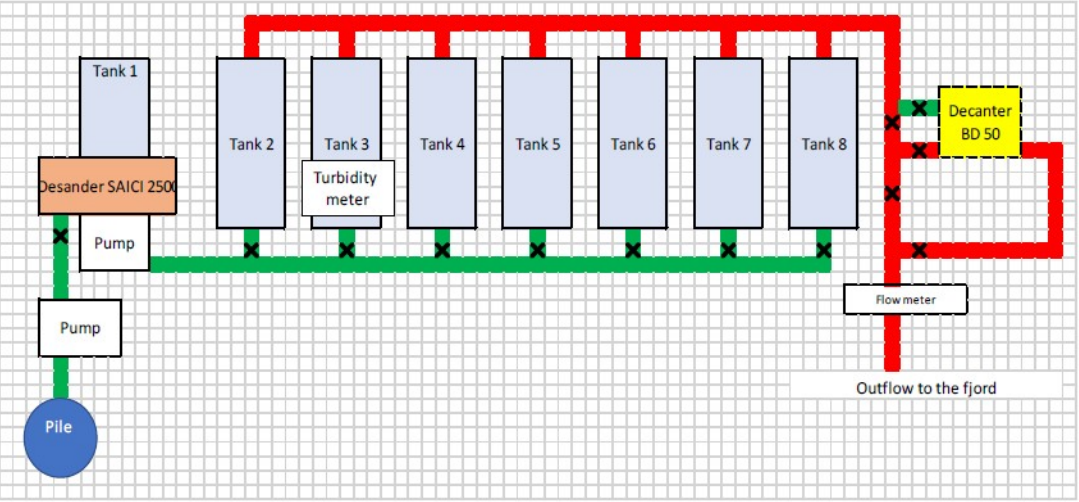 Tank 1
Tank 2
Tank 3
Tank 4
Tank 5
Tank 6
Tank 7
Tank 8
Decanter
BD 50
Turbidity
meter
Desander SAICI 2500
Pump
Flow meter
Pump
Outflow to the fjord
Pile